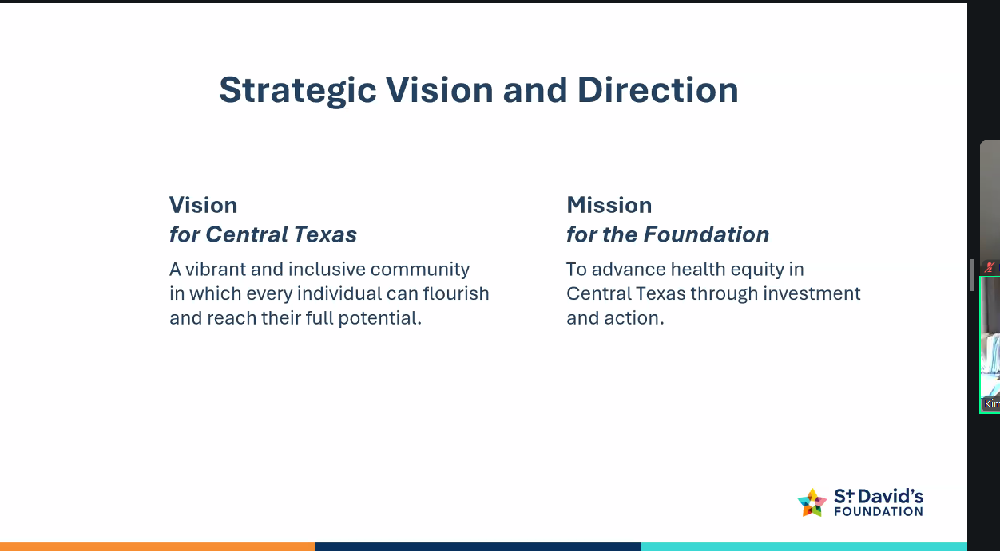 Strategic Vision and Direction
Vision
for Central Texas
A vibrant and inclusive community
in which every individual can flourish
and reach their full potential.
Mission
for the Foundation
To advance health equity in
Central Texas through investment
and action.
St David's
FOUNDATION
Kim